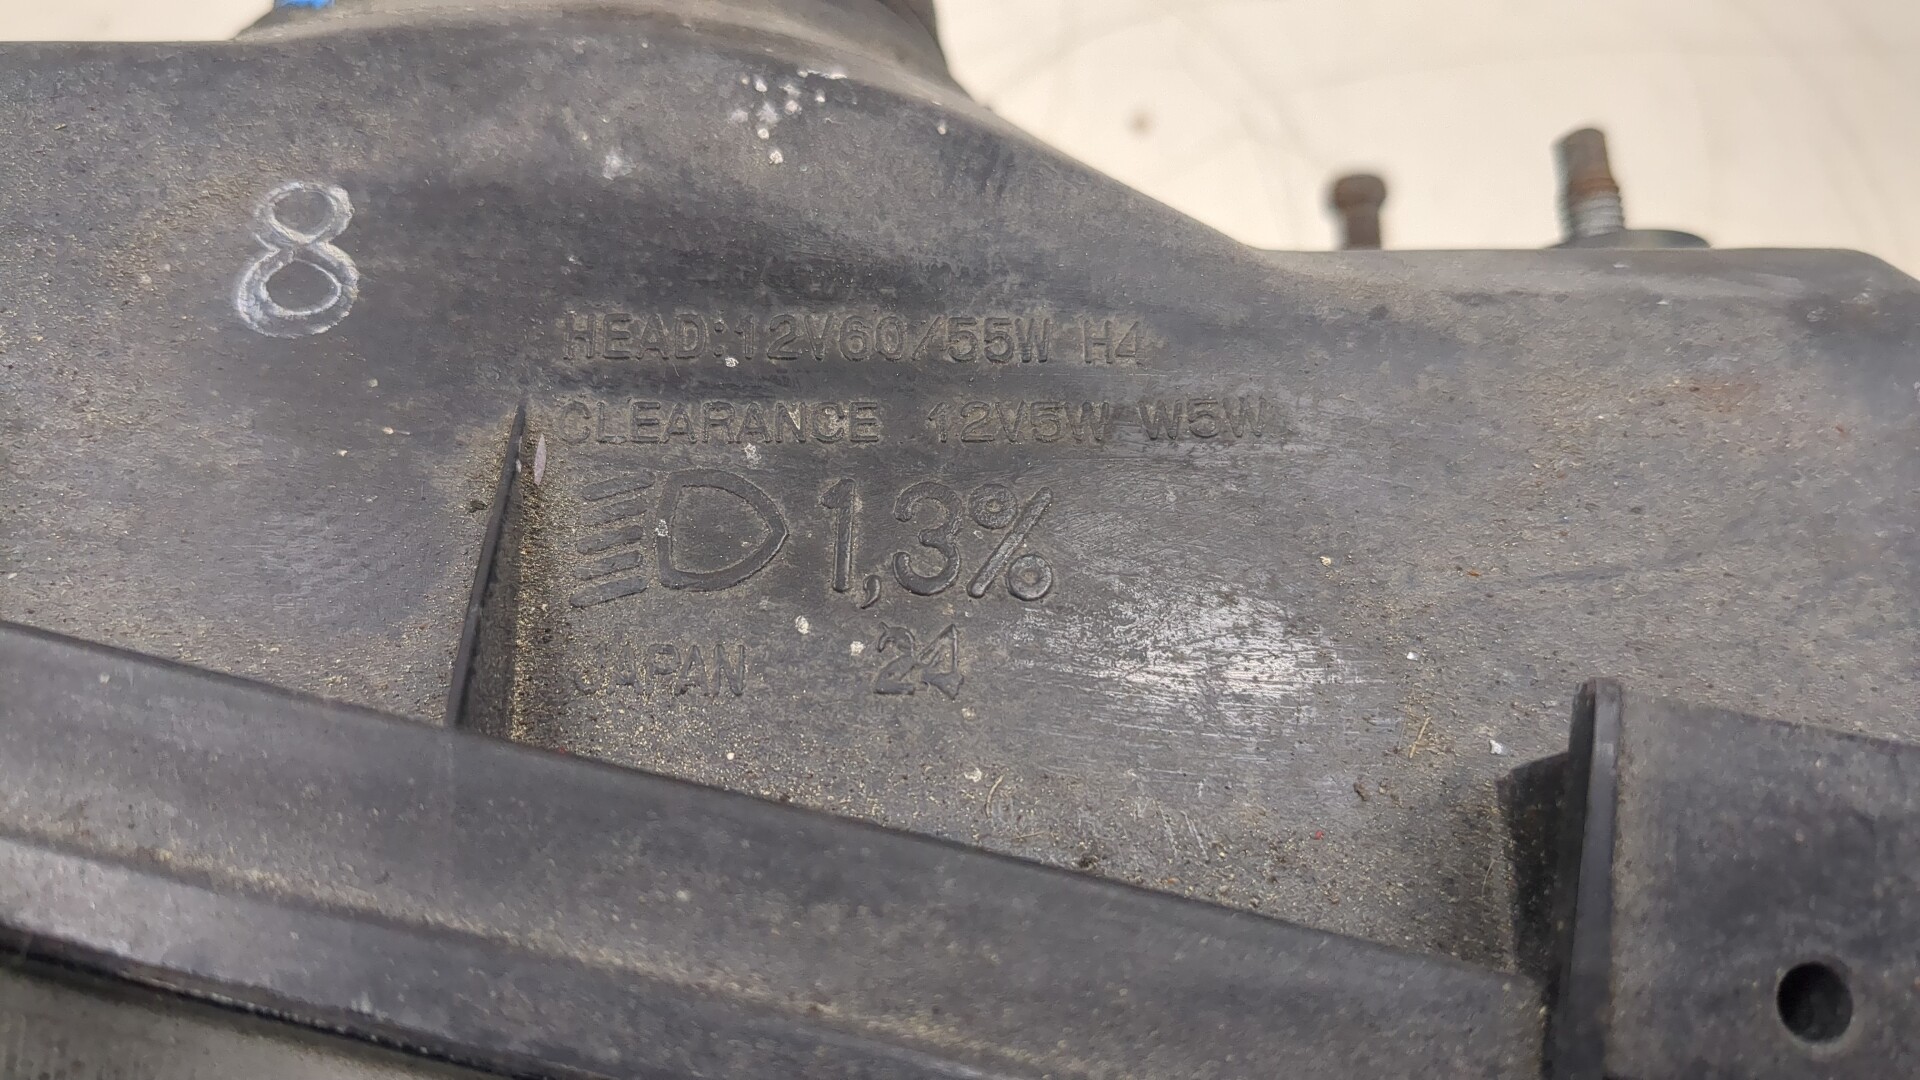 8
HEAD:12V60/55W H4
CLEARANCE 12V5W W5W
1,3%
JAPAN 24